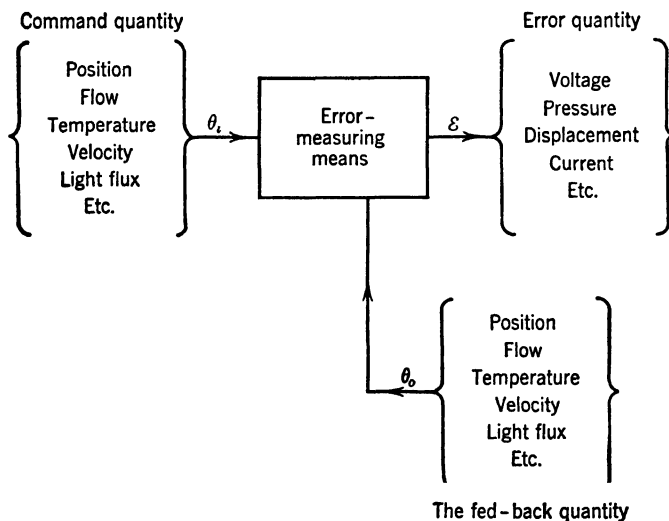 Command quantity
Position
Flow
Temperature
Velocity
Light flux
Etc.
θᵢ
Error-
measuring
means
ℰ
Error quantity
Voltage
Pressure
Displacement
Current
Etc.
θₒ
Position
Flow
Temperature
Velocity
Light flux
Etc.
The fed-back quantity